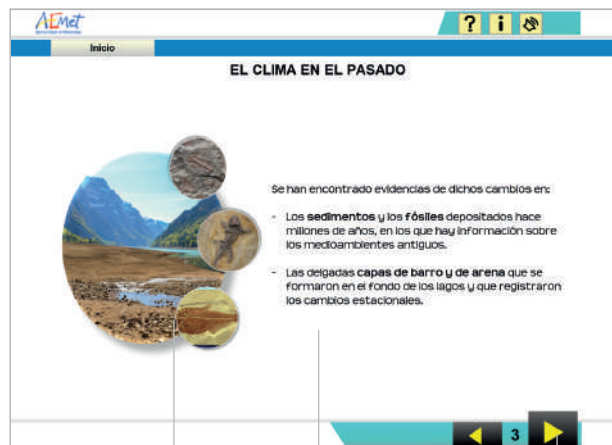 AEMet
? i
Inicio
EL CLIMA EN EL PASADO
Se han encontrado evidencias de dichos cambios en:
- Los sedimentos y los fósiles depositados hace
millones de años, en los que hay información sobre
los medioambientes antiguos.
- Las delgadas capas de barro y de arena que se
formaron en el fondo de los lagos y que registraron
los cambios estacionales.
3